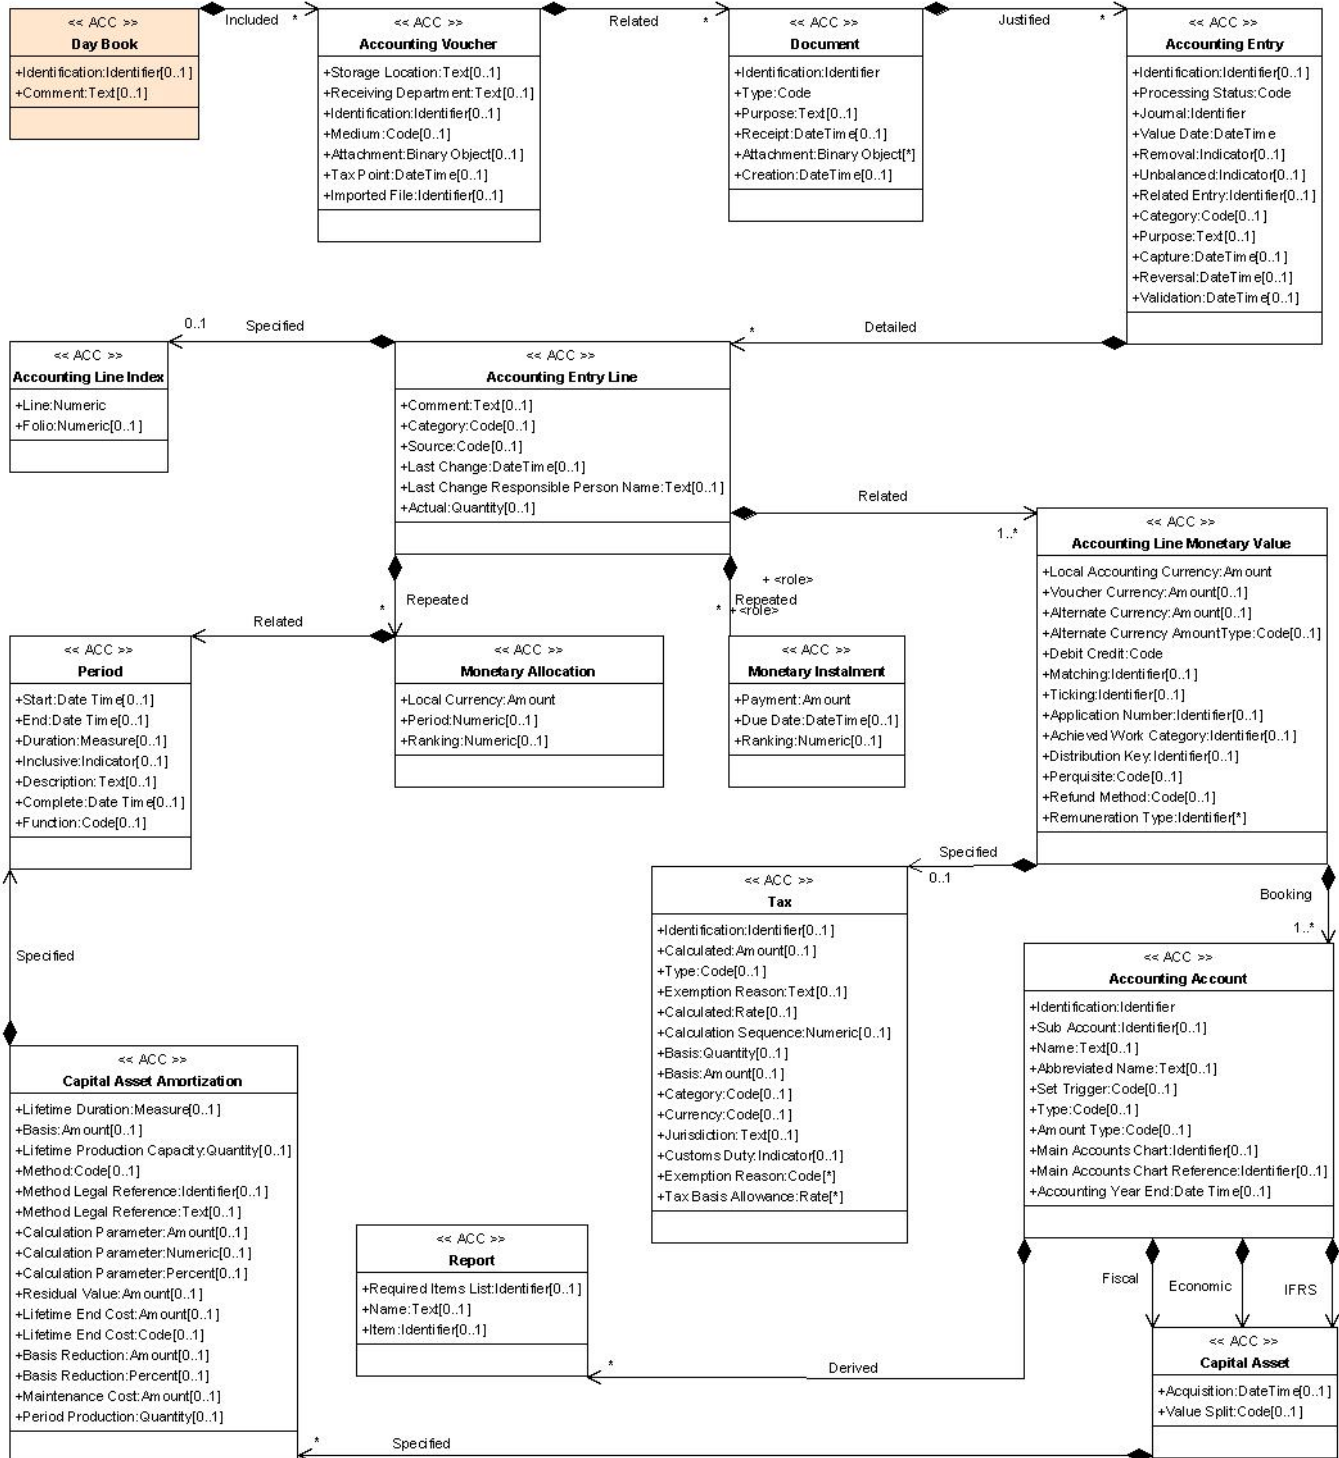 << ACC >>
Day Book
+Identification:Identifier[0..1]
+Comment:Text[0..1]
Included
*
<< ACC >>
Accounting Voucher
+Storage Location:Text[0..1]
+Receiving Department:Text[0..1]
+Identification:Identifier[0..1]
+Medium:Code[0..1]
+Attachment:Binary Object[0..1]
+Tax Point:DateTime[0..1]
+Imported File:Identifier[0..1]
Related
*
<< ACC >>
Document
+Identification:Identifier
+Type:Code
+Purpose:Text[0..1]
+Receipt:DateTime[0..1]
+Attachment:Binary Object[*]
+Creation:DateTime[0..1]
Justified
*
<< ACC >>
Accounting Entry
+Identification:Identifier[0..1]
+Processing Status:Code
+Journal:Identifier
+Value Date:DateTime
+Removal:Indicator[0..1]
+Unbalanced:Indicator[0..1]
+Related Entry:Identifier[0..1]
+Category:Code[0..1]
+Purpose:Text[0..1]
+Capture:DateTime[0..1]
+Reversal:DateTime[0..1]
+Validation:DateTime[0..1]
Detailed
*
0..1
Specified
<< ACC >>
Accounting Line Index
+Line:Numeric
+Folio:Numeric[0..1]
<< ACC >>
Accounting Entry Line
+Comment:Text[0..1]
+Category:Code[0..1]
+Source:Code[0..1]
+Last Change:DateTime[0..1]
+Last Change Responsible Person Name:Text[0..1]
+Actual:Quantity[0..1]
Related
1..*
<< ACC >>
Accounting Line Monetary Value
+Local Accounting Currency:Amount
+Voucher Currency:Amount[0..1]
+Alternate Currency:Amount[0..1]
+Alternate Currency AmountType:Code[0..1]
+Debit Credit:Code
+Matching:Identifier[0..1]
+Ticking:Identifier[0..1]
+Application Number:Identifier[0..1]
+Achieved Work Category:Identifier[0..1]
+Distribution Key:Identifier[0..1]
+Perquisite:Code[0..1]
+Refund Method:Code[0..1]
+Remuneration Type:Identifier[*]
* Repeated
+ <role>
Repeated
* + <role>
Related
<< ACC >>
Period
+Start:Date Time[0..1]
+End:Date Time[0..1]
+Duration:Measure[0..1]
+Inclusive:Indicator[0..1]
+Description:Text[0..1]
+Complete:Date Time[0..1]
+Function:Code[0..1]
<< ACC >>
Monetary Allocation
+Local Currency:Amount
+Period:Numeric[0..1]
+Ranking:Numeric[0..1]
<< ACC >>
Monetary Instalment
+Payment:Amount
+Due Date:DateTime[0..1]
+Ranking:Numeric[0..1]
Specified
0..1
<< ACC >>
Tax
+Identification:Identifier[0..1]
+Calculated:Amount[0..1]
+Type:Code[0..1]
+Exemption Reason:Text[0..1]
+Calculated:Rate[0..1]
+Calculation Sequence:Numeric[0..1]
+Basis:Quantity[0..1]
+Basis:Amount[0..1]
+Category:Code[0..1]
+Currency:Code[0..1]
+Jurisdiction:Text[0..1]
+Customs Duty:Indicator[0..1]
+Exemption Reason:Code[*]
+Tax Basis Allowance:Rate[*]
Booking
1..*
<< ACC >>
Accounting Account
+Identification:Identifier
+Sub Account:Identifier[0..1]
+Name:Text[0..1]
+Abbreviated Name:Text[0..1]
+Set Trigger:Code[0..1]
+Type:Code[0..1]
+Amount Type:Code[0..1]
+Main Accounts Chart:Identifier[0..1]
+Main Accounts Chart Reference:Identifier[0..1]
+Accounting Year End:Date Time[0..1]
Specified
<< ACC >>
Capital Asset Amortization
+Lifetime Duration:Measure[0..1]
+Basis:Amount[0..1]
+Lifetime Production Capacity:Quantity[0..1]
+Method:Code[0..1]
+Method Legal Reference:Identifier[0..1]
+Method Legal Reference:Text[0..1]
+Calculation Parameter:Amount[0..1]
+Calculation Parameter:Numeric[0..1]
+Calculation Parameter:Percent[0..1]
+Residual Value:Amount[0..1]
+Lifetime End Cost:Amount[0..1]
+Lifetime End Cost:Code[0..1]
+Basis Reduction:Amount[0..1]
+Basis Reduction:Percent[0..1]
+Maintenance Cost:Amount[0..1]
+Period Production:Quantity[0..1]
<< ACC >>
Report
+Required Items List:Identifier[0..1]
+Name:Text[0..1]
+Item:Identifier[0..1]
* Derived
Fiscal
Economic
IFRS
<< ACC >>
Capital Asset
+Acquisition:DateTime[0..1]
+Value Split:Code[0..1]
* Specified